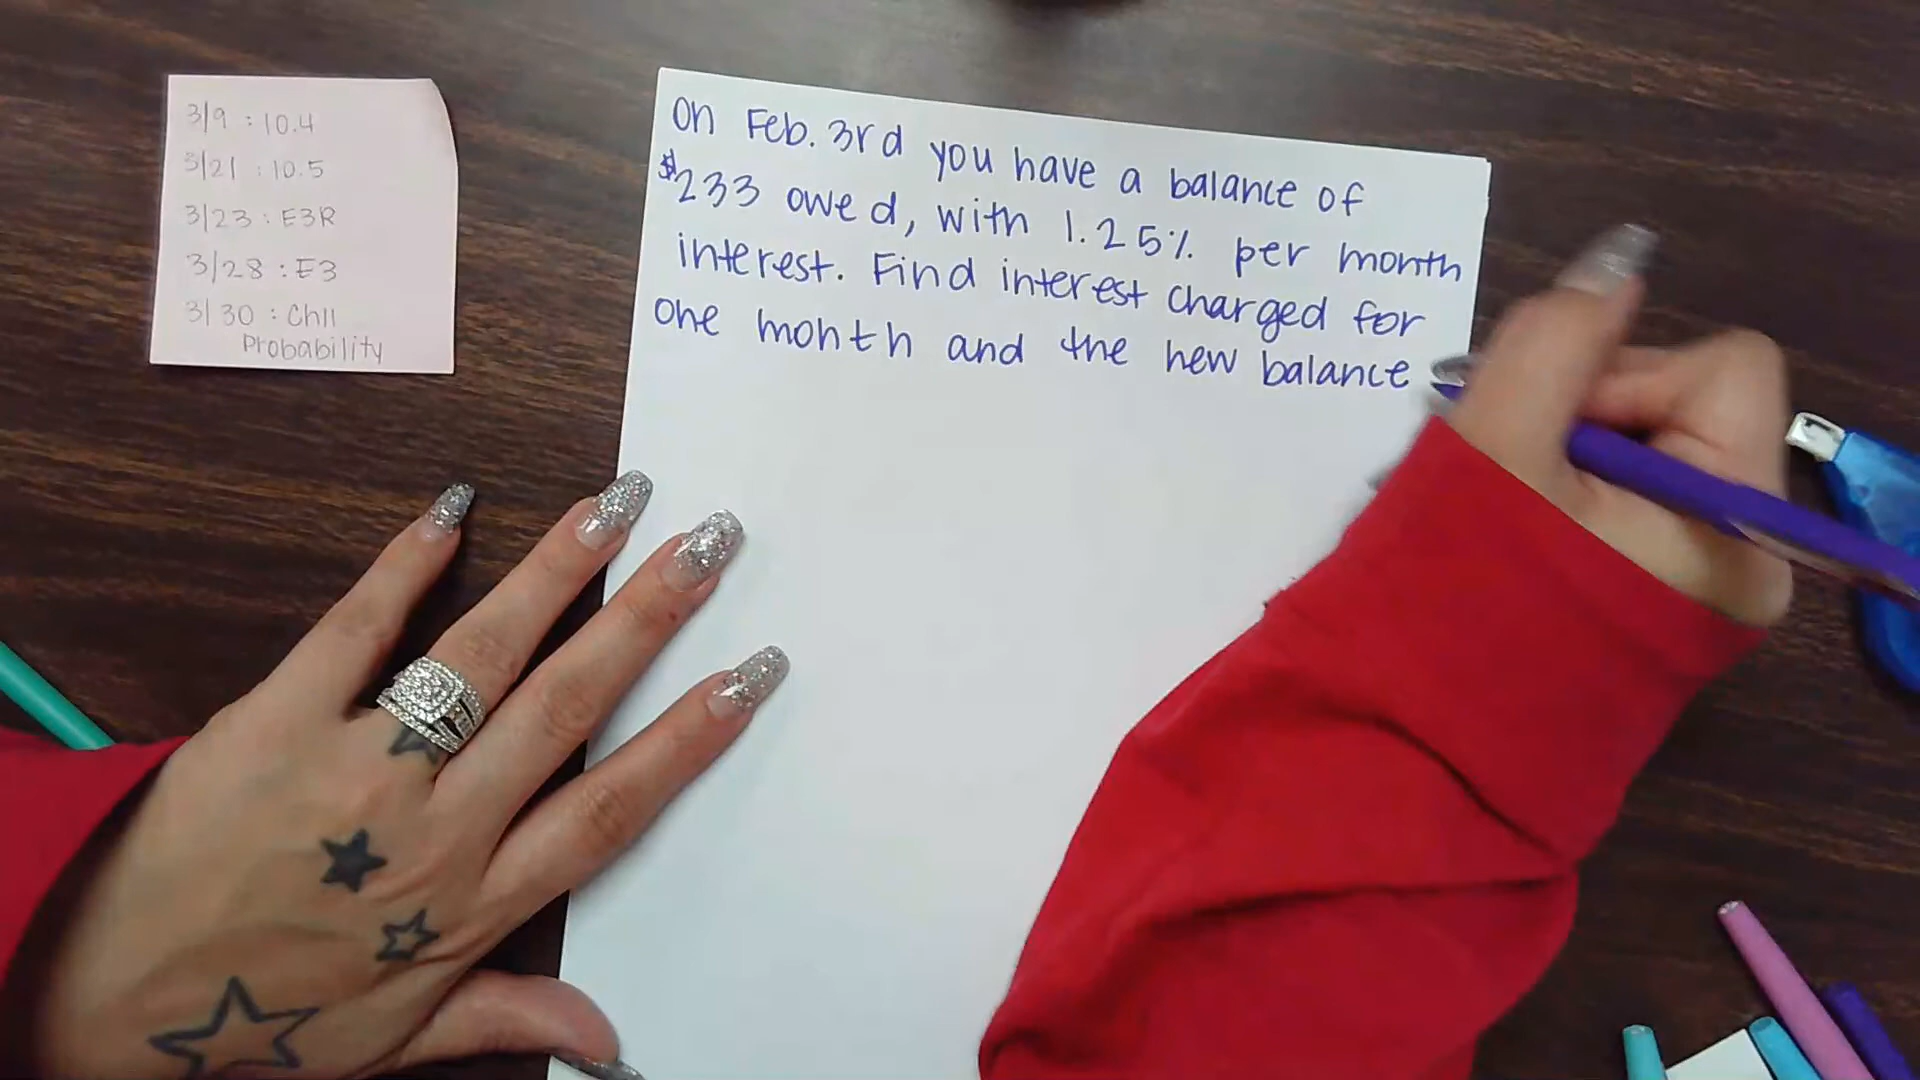 3/9 : 10.4
3/21 : 10.5
3/23 : E3R
3/28 : E3
3/30 : Ch11
Probability
On Feb. 3rd you have a balance of
$233 owed, with 1.25% per month
interest. Find interest charged for
one month and the new balance